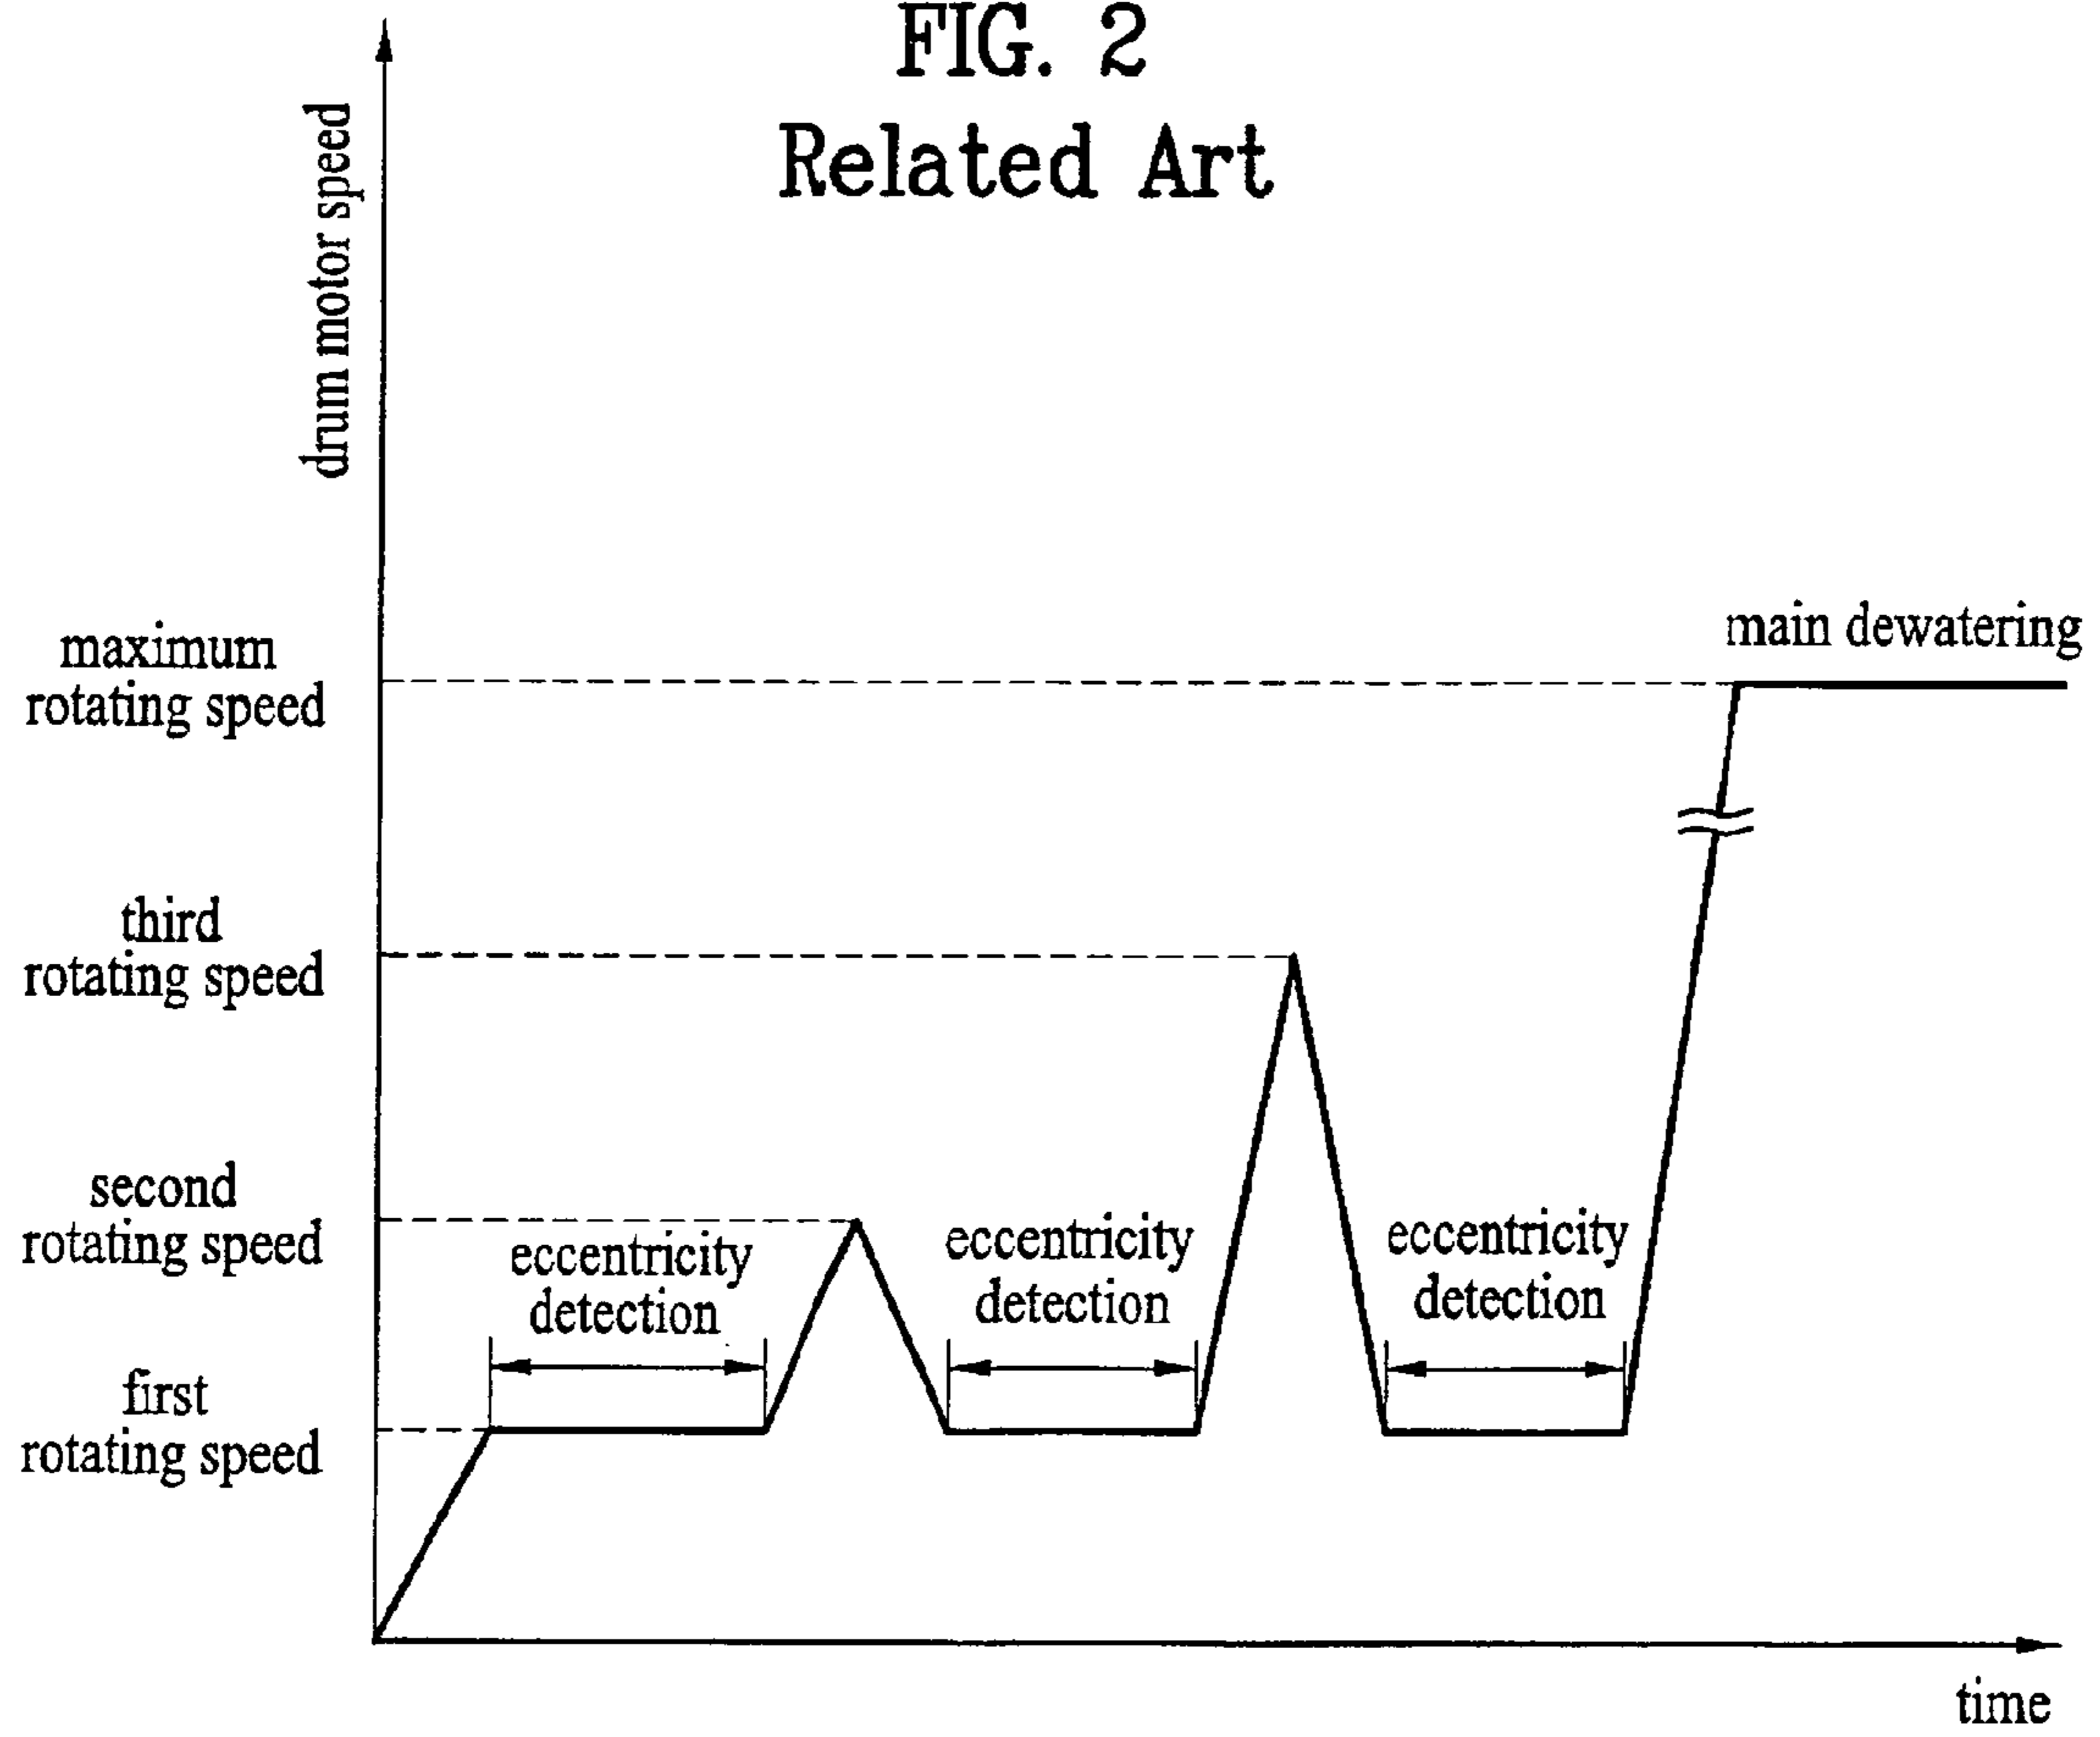 FIG. 2
Related Art
drum motor speed
maximum
rotating speed
main dewatering
third
rotating speed
second
rotating speed
eccentricity
detection
eccentricity
detection
eccentricity
detection
first
rotating speed
time